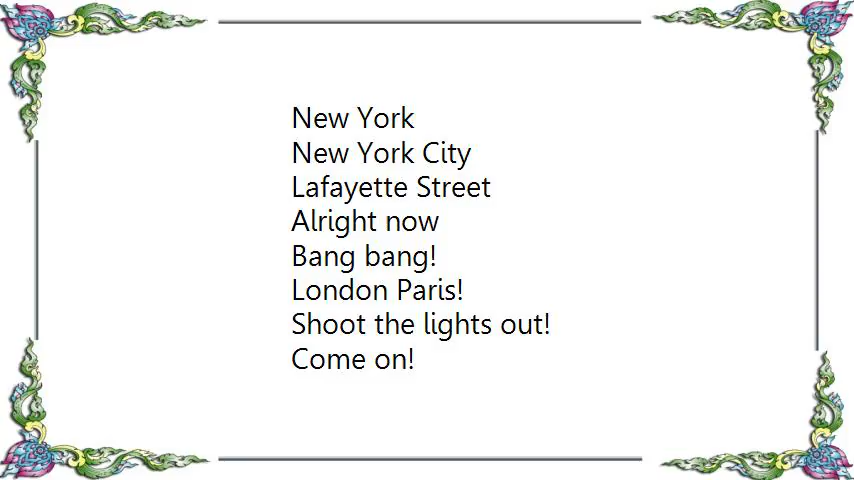 New York
New York City
Lafayette Street
Alright now
Bang bang!
London Paris!
Shoot the lights out!
Come on!